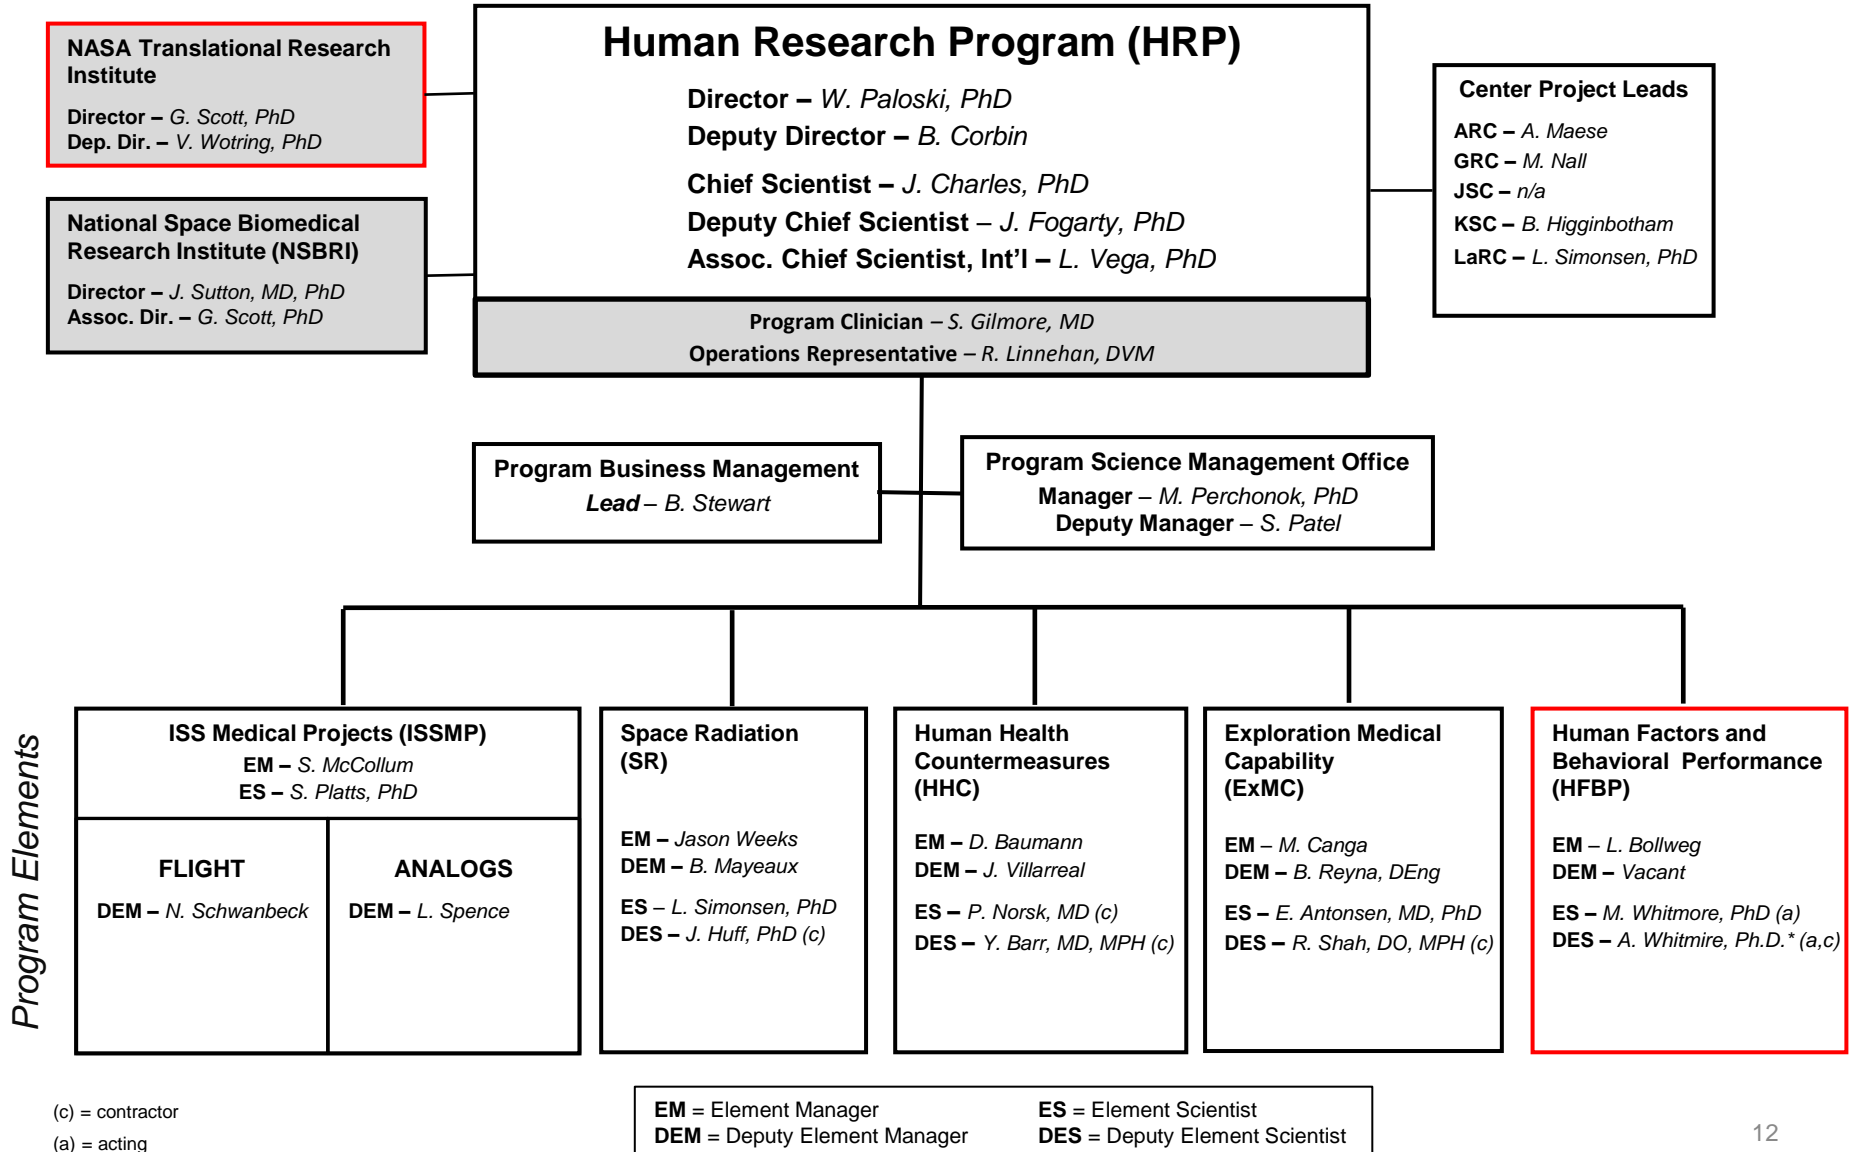 NASA Translational Research
Institute
Director – G. Scott, PhD
Dep. Dir. – V. Wotring, PhD
National Space Biomedical
Research Institute (NSBRI)
Director – J. Sutton, MD, PhD
Assoc. Dir. – G. Scott, PhD
Human Research Program (HRP)
Director – W. Paloski, PhD
Deputy Director – B. Corbin
Chief Scientist – J. Charles, PhD
Deputy Chief Scientist – J. Fogarty, PhD
Assoc. Chief Scientist, Int'l – L. Vega, PhD
Program Clinician – S. Gilmore, MD
Operations Representative – R. Linnehan, DVM
Center Project Leads
ARC – A. Maese
GRC – M. Nall
JSC – n/a
KSC – B. Higginbotham
LaRC – L. Simonsen, PhD
Program Business Management
Lead – B. Stewart
Program Science Management Office
Manager – M. Perchonok, PhD
Deputy Manager – S. Patel
Program Elements
ISS Medical Projects (ISSMP)
EM – S. McCollum
ES – S. Platts, PhD
FLIGHT
DEM – N. Schwanbeck
ANALOGS
DEM – L. Spence
Space Radiation
(SR)
EM – Jason Weeks
DEM – B. Mayeaux
ES – L. Simonsen, PhD
DES – J. Huff, PhD (c)
Human Health
Countermeasures
(HHC)
EM – D. Baumann
DEM – J. Villarreal
ES – P. Norsk, MD (c)
DES – Y. Barr, MD, MPH (c)
Exploration Medical
Capability
(ExMC)
EM – M. Canga
DEM – B. Reyna, DEng
ES – E. Antonsen, MD, PhD
DES – R. Shah, DO, MPH (c)
Human Factors and
Behavioral Performance
(HFBP)
EM – L. Bollweg
DEM – Vacant
ES – M. Whitmore, PhD (a)
DES – A. Whitmire, Ph.D.* (a,c)
(c) = contractor
(a) = acting
EM = Element Manager
DEM = Deputy Element Manager
ES = Element Scientist
DES = Deputy Element Scientist
12